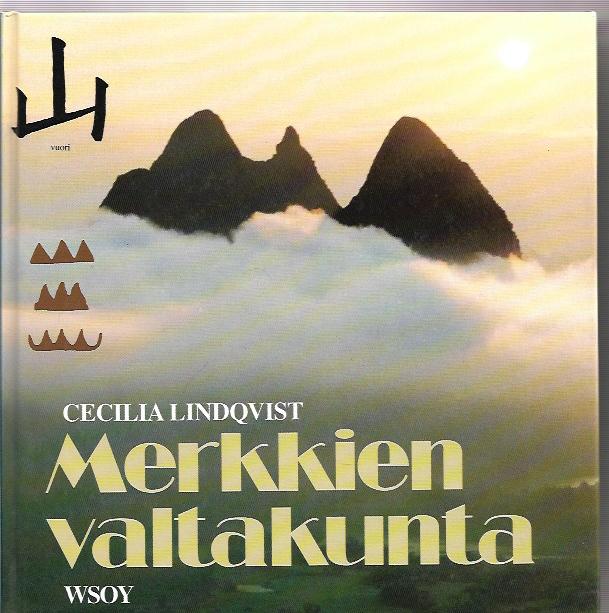 山
vuori
CECILIA LINDQVIST
Merkkien
valtakunta
WSOY